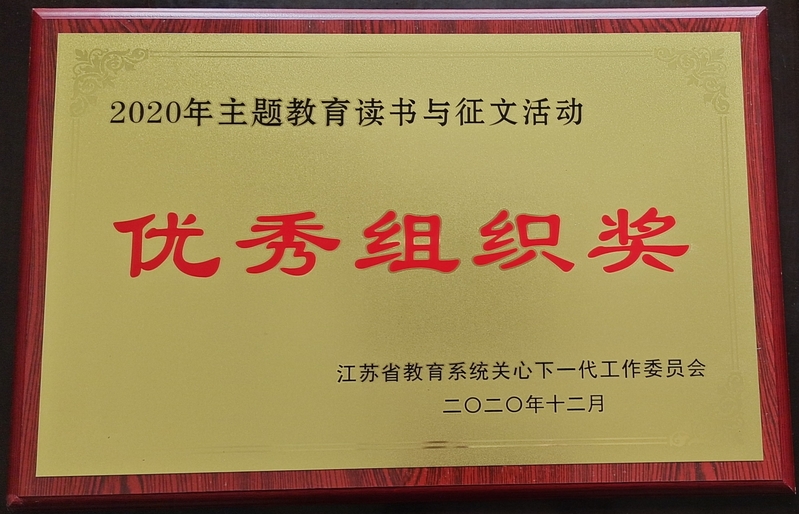 2020年主题教育读书与征文活动
优秀组织奖
江苏省教育系统关心下一代工作委员会
二〇二〇年十二月